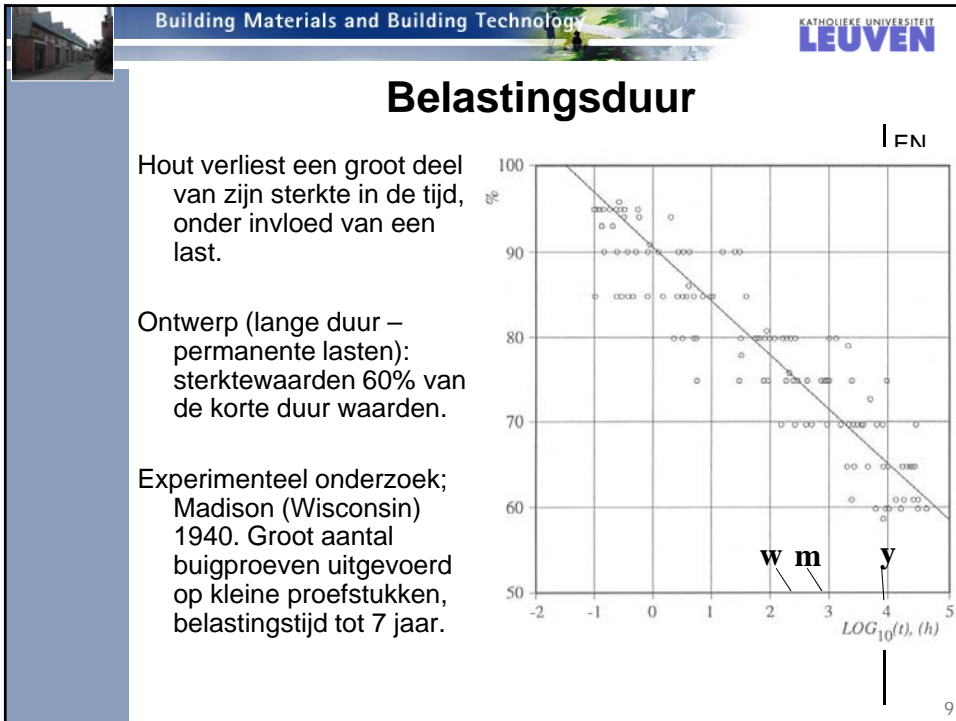 Building Materials and Building Technology
KATHOLIEKE UNIVERSITEIT
LEUVEN
Belastingsduur
EN
Hout verliest een groot deel
van zijn sterkte in de tijd,
onder invloed van een
last.
Ontwerp (lange duur –
permanente lasten):
sterktewaarden 60% van
de korte duur waarden.
Experimenteel onderzoek;
Madison (Wisconsin)
1940. Groot aantal
buigproeven uitgevoerd
op kleine proefstukken,
belastingstijd tot 7 jaar.
%
100
90
80
70
60
50
w m y
-2 -1 0 1 2 3 4 5
LOG10(t), (h)
9